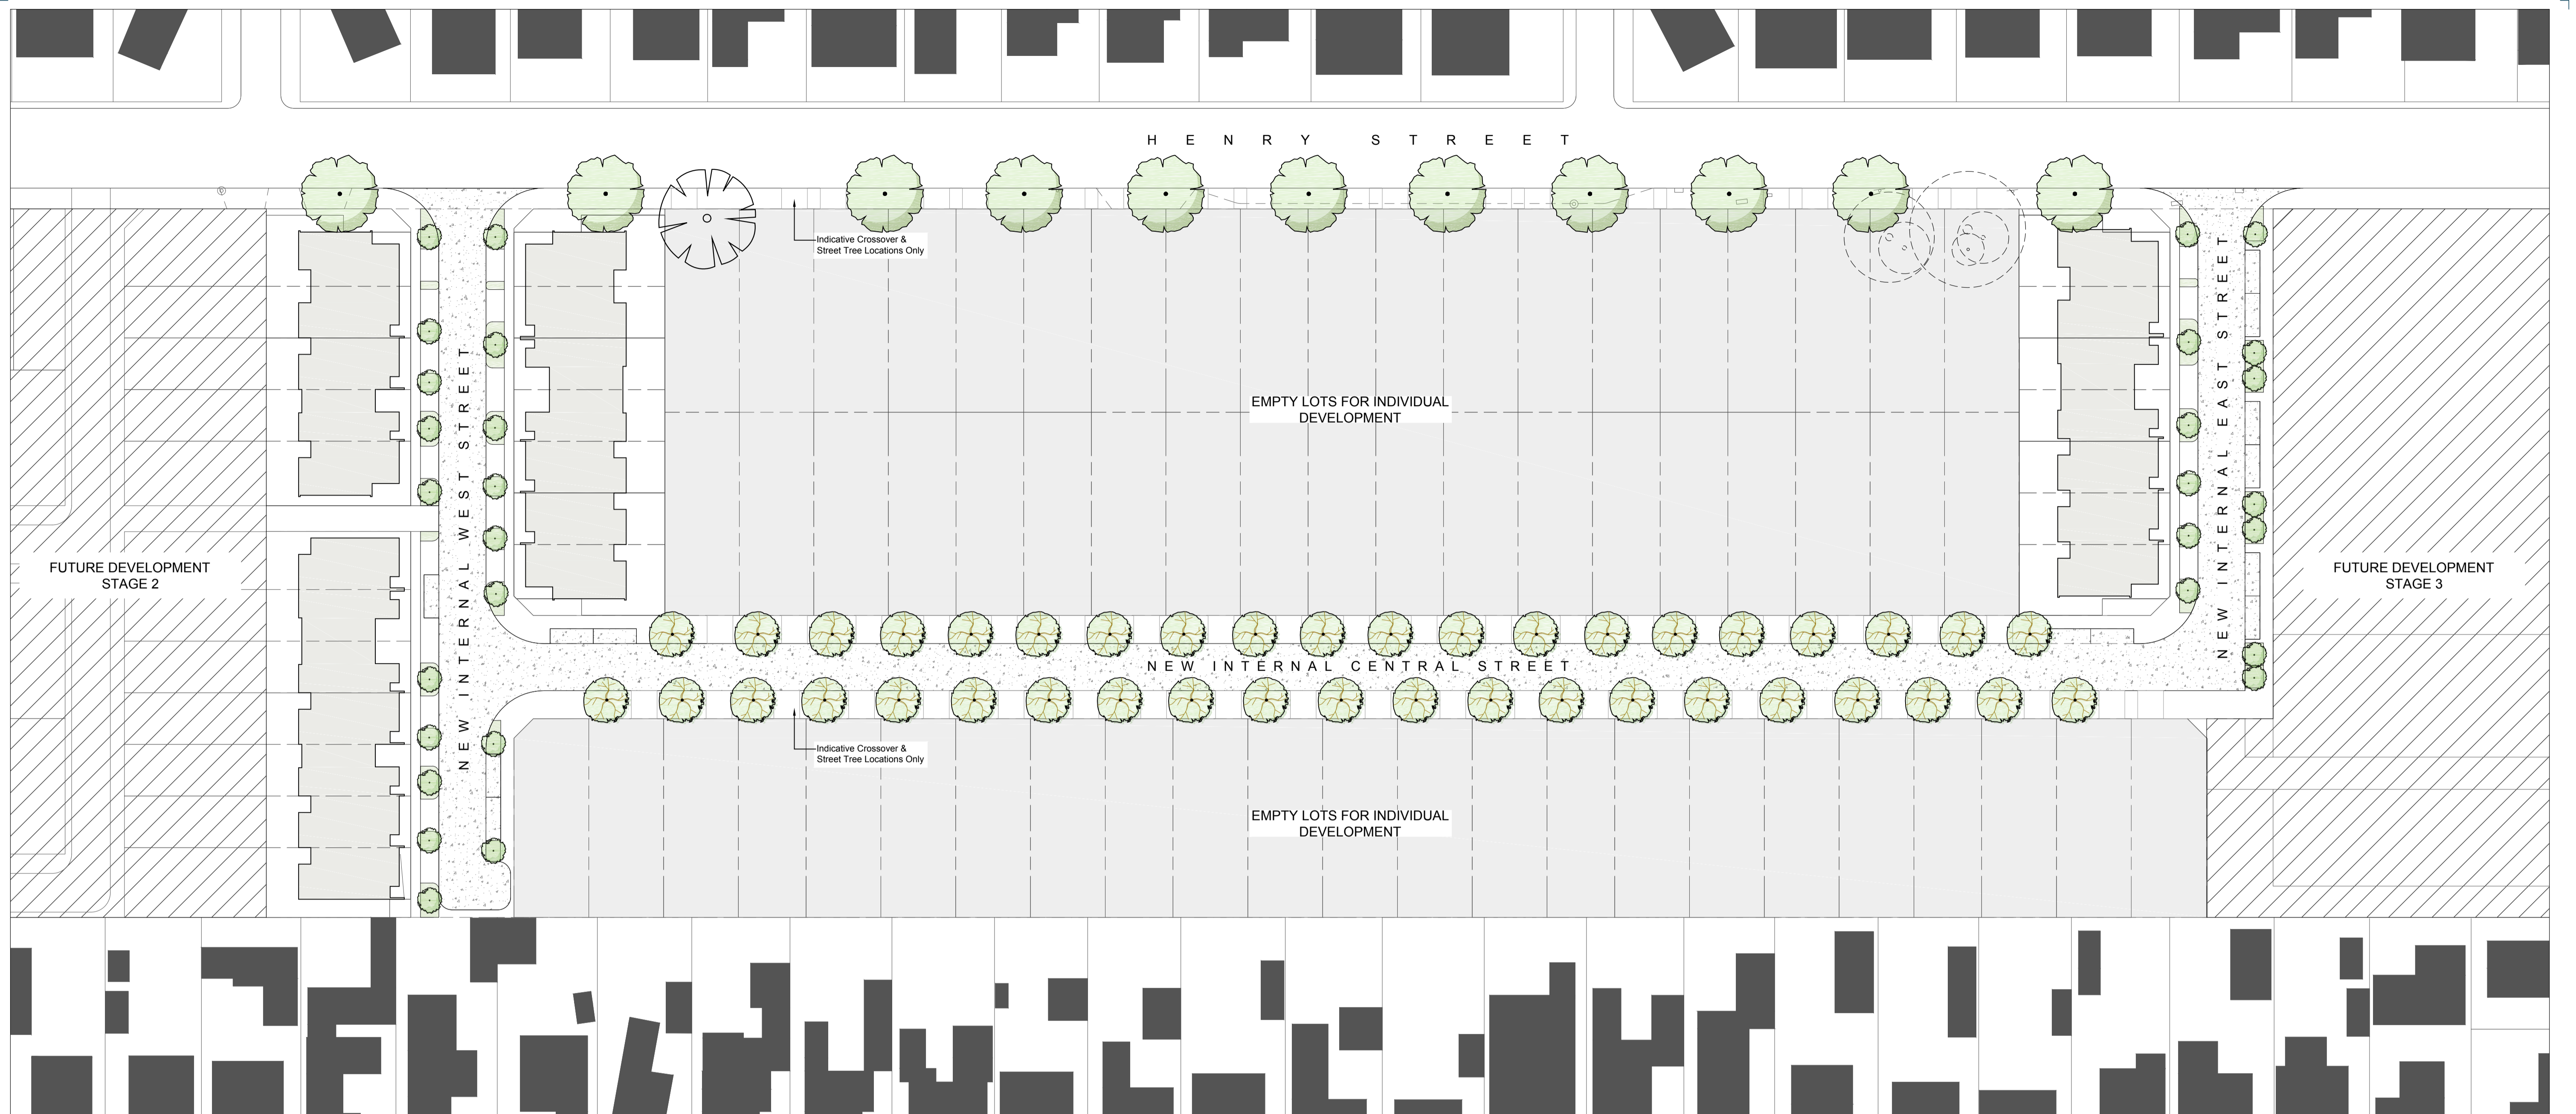 HENRY STREET
Indicative Crossover &
Street Tree Locations Only
EMPTY LOTS FOR INDIVIDUAL
DEVELOPMENT
NEW INTERNAL WEST STREET
NEW INTERNAL EAST STREET
FUTURE DEVELOPMENT
STAGE 2
FUTURE DEVELOPMENT
STAGE 3
NEW INTERNAL CENTRAL STREET
Indicative Crossover &
Street Tree Locations Only
EMPTY LOTS FOR INDIVIDUAL
DEVELOPMENT